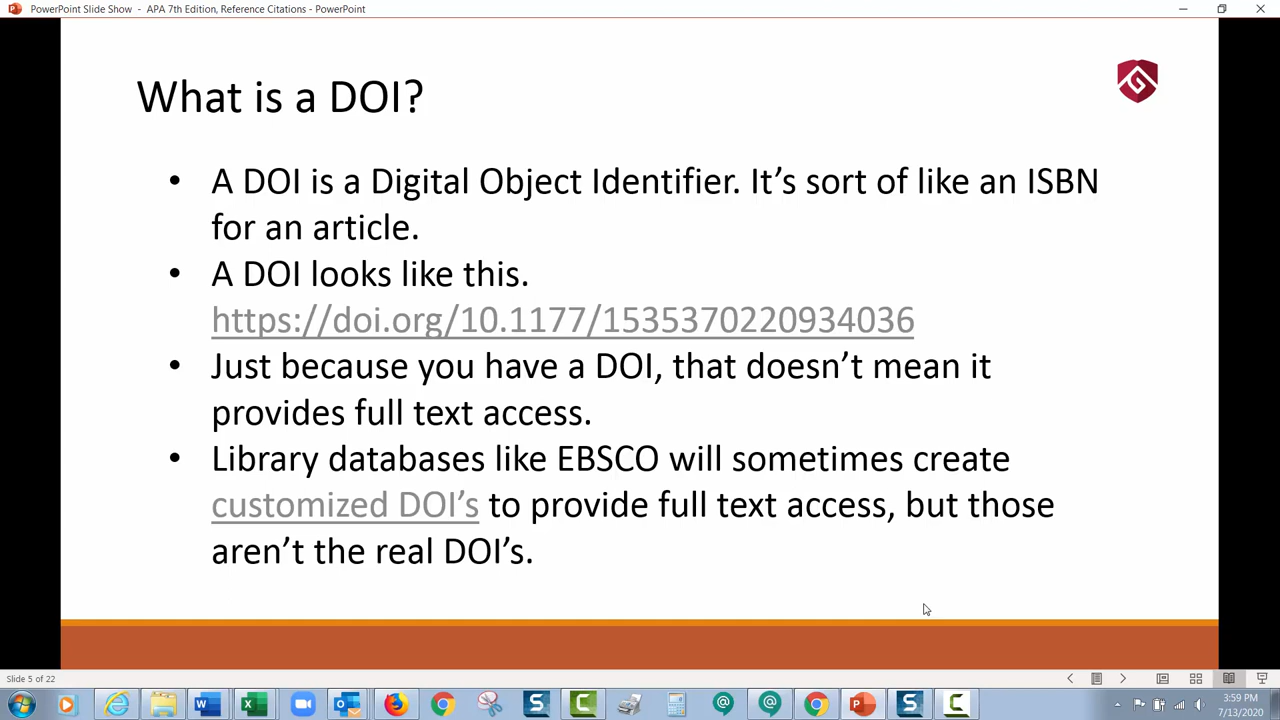 PowerPoint Slide Show - APA 7th Edition, Reference Citations - PowerPoint
What is a DOI?
• A DOI is a Digital Object Identifier. It’s sort of like an ISBN
for an article.
• A DOI looks like this.
https://doi.org/10.1177/1535370220934036
• Just because you have a DOI, that doesn’t mean it
provides full text access.
• Library databases like EBSCO will sometimes create
customized DOI’s to provide full text access, but those
aren’t the real DOI’s.
Slide 5 of 22
3:59 PM
7/13/2020